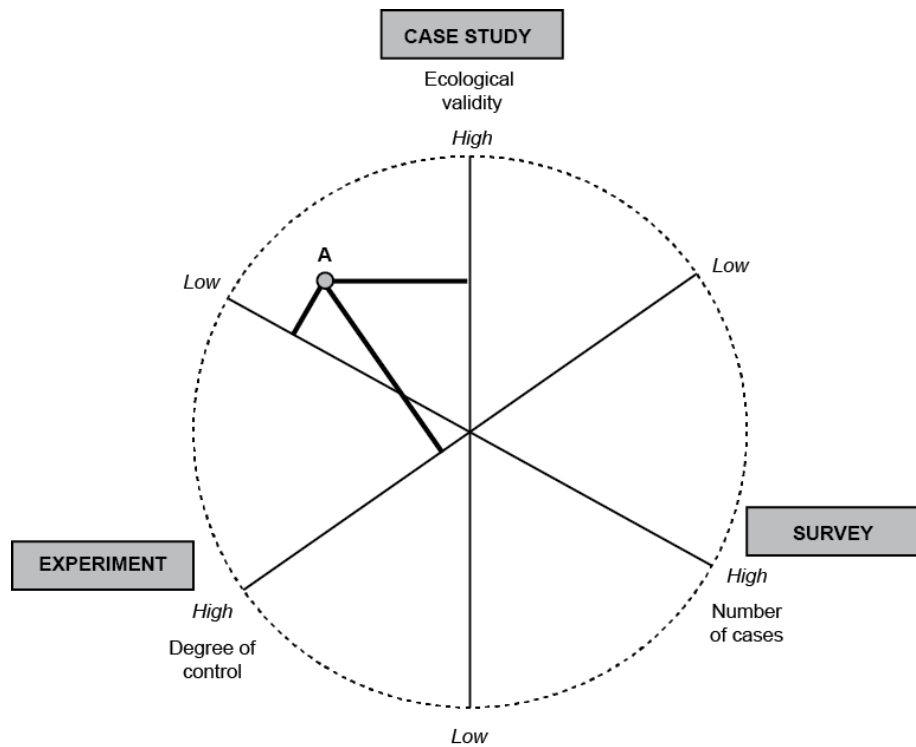 CASE STUDY
Ecological
validity
High
A
Low
Low
EXPERIMENT
SURVEY
High
Degree of
control
High
Number
of cases
Low